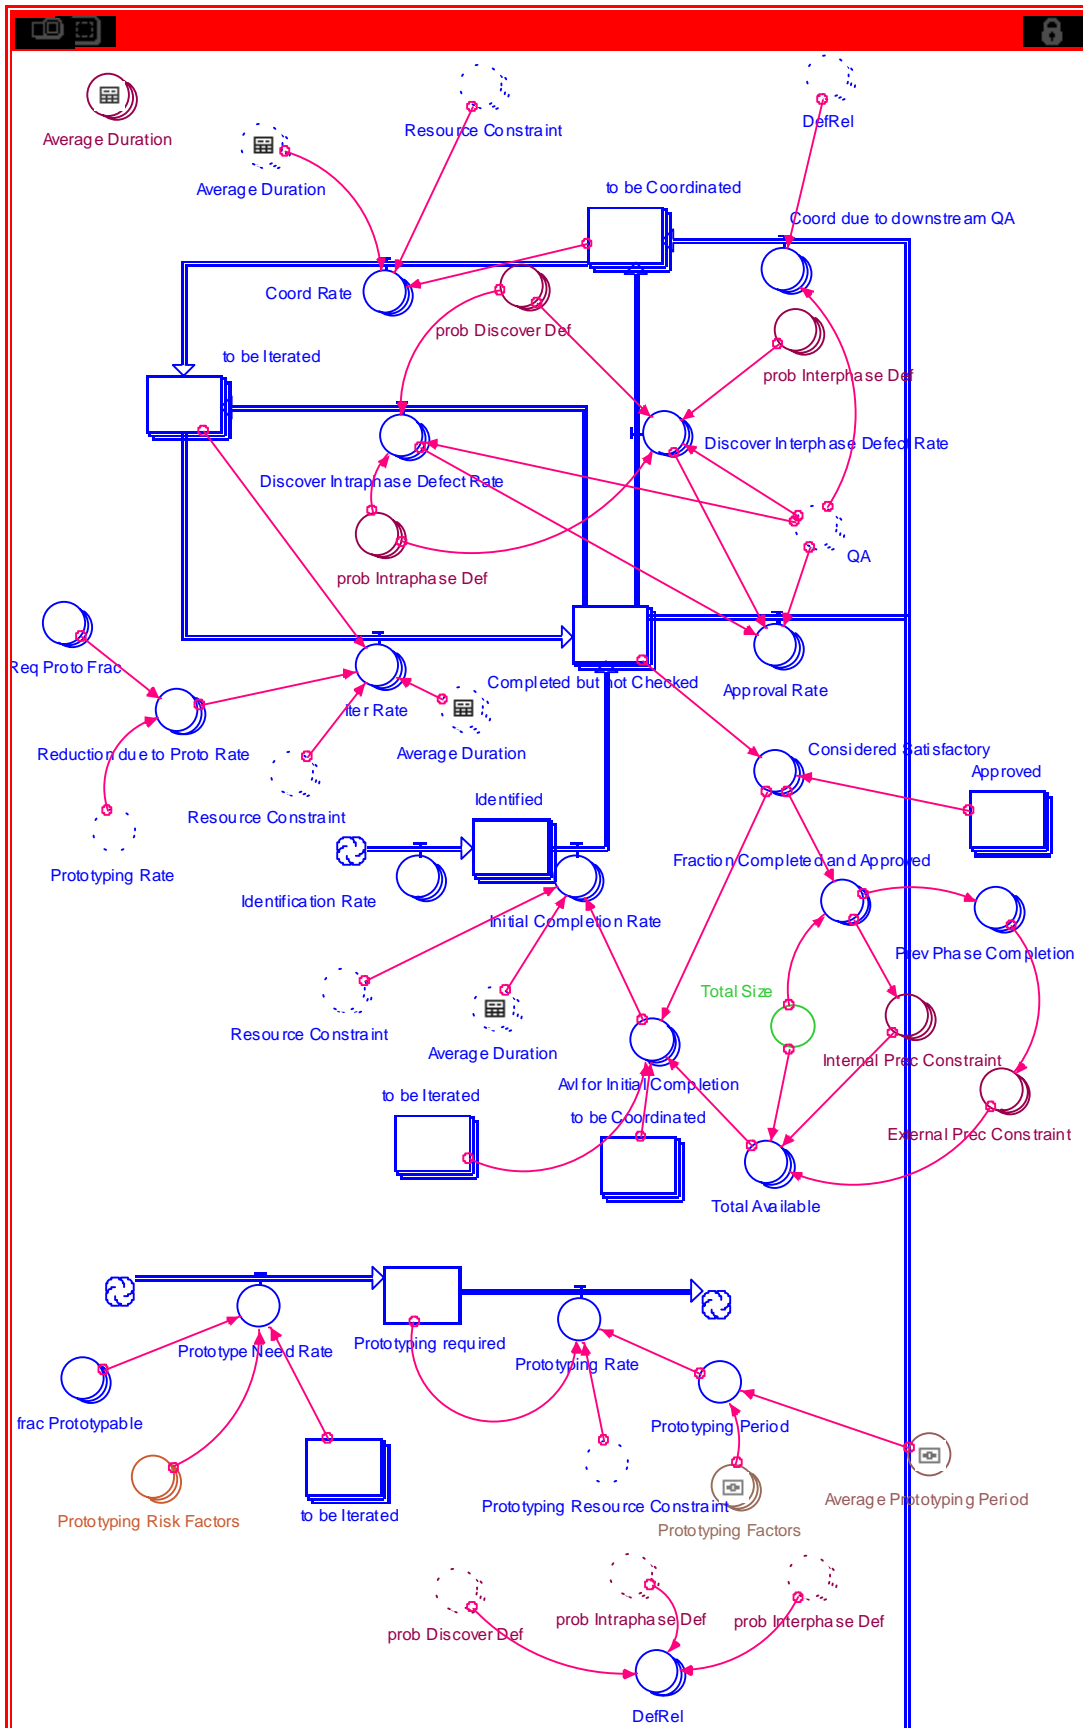 Average Duration
Resource Constraint
DefRel
Average Duration
to be Coordinated
Coord due to downstream QA
Coord Rate
prob Discover Def
to be Iterated
prob Interphase Def
Discover Interphase Defect Rate
Discover Intraphase Defect Rate
QA
prob Intraphase Def
Req Proto Frac
Completed but not Checked
Approval Rate
Iter Rate
Reduction due to Proto Rate
Average Duration
Considered Satisfactory
Approved
Resource Constraint
Identified
Prototyping Rate
Fraction Completed and Approved
Identification Rate
Initial Completion Rate
Prev Phase Completion
Total Size
Resource Constraint
Average Duration
Internal Prec Constraint
Avl for Initial Completion
to be Iterated
to be Coordinated
External Prec Constraint
Total Available
Prototype Need Rate
Prototyping required
Prototyping Rate
frac Prototypable
Prototyping Period
Prototyping Risk Factors
to be Iterated
Prototyping Resource Constraint
Average Prototyping Period
Prototyping Factors
prob Discover Def
prob Intraphase Def
prob Interphase Def
DefRel